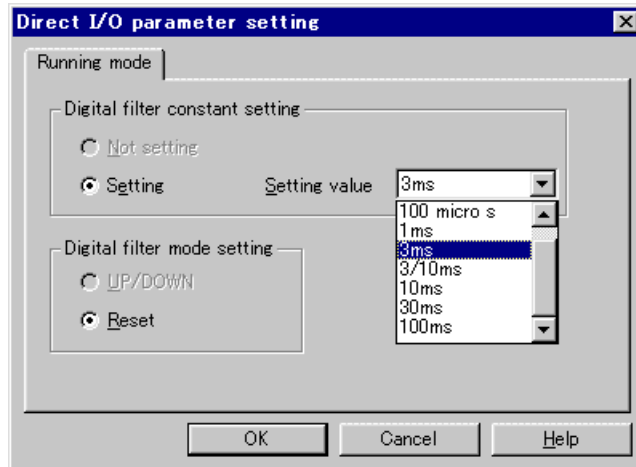 Direct I/O parameter setting
Running mode
Digital filter constant setting
Not setting
Setting
Setting value
3ms
100 micro s
1ms
3ms
3/10ms
10ms
30ms
100ms
Digital filter mode setting
UP/DOWN
Reset
OK
Cancel
Help